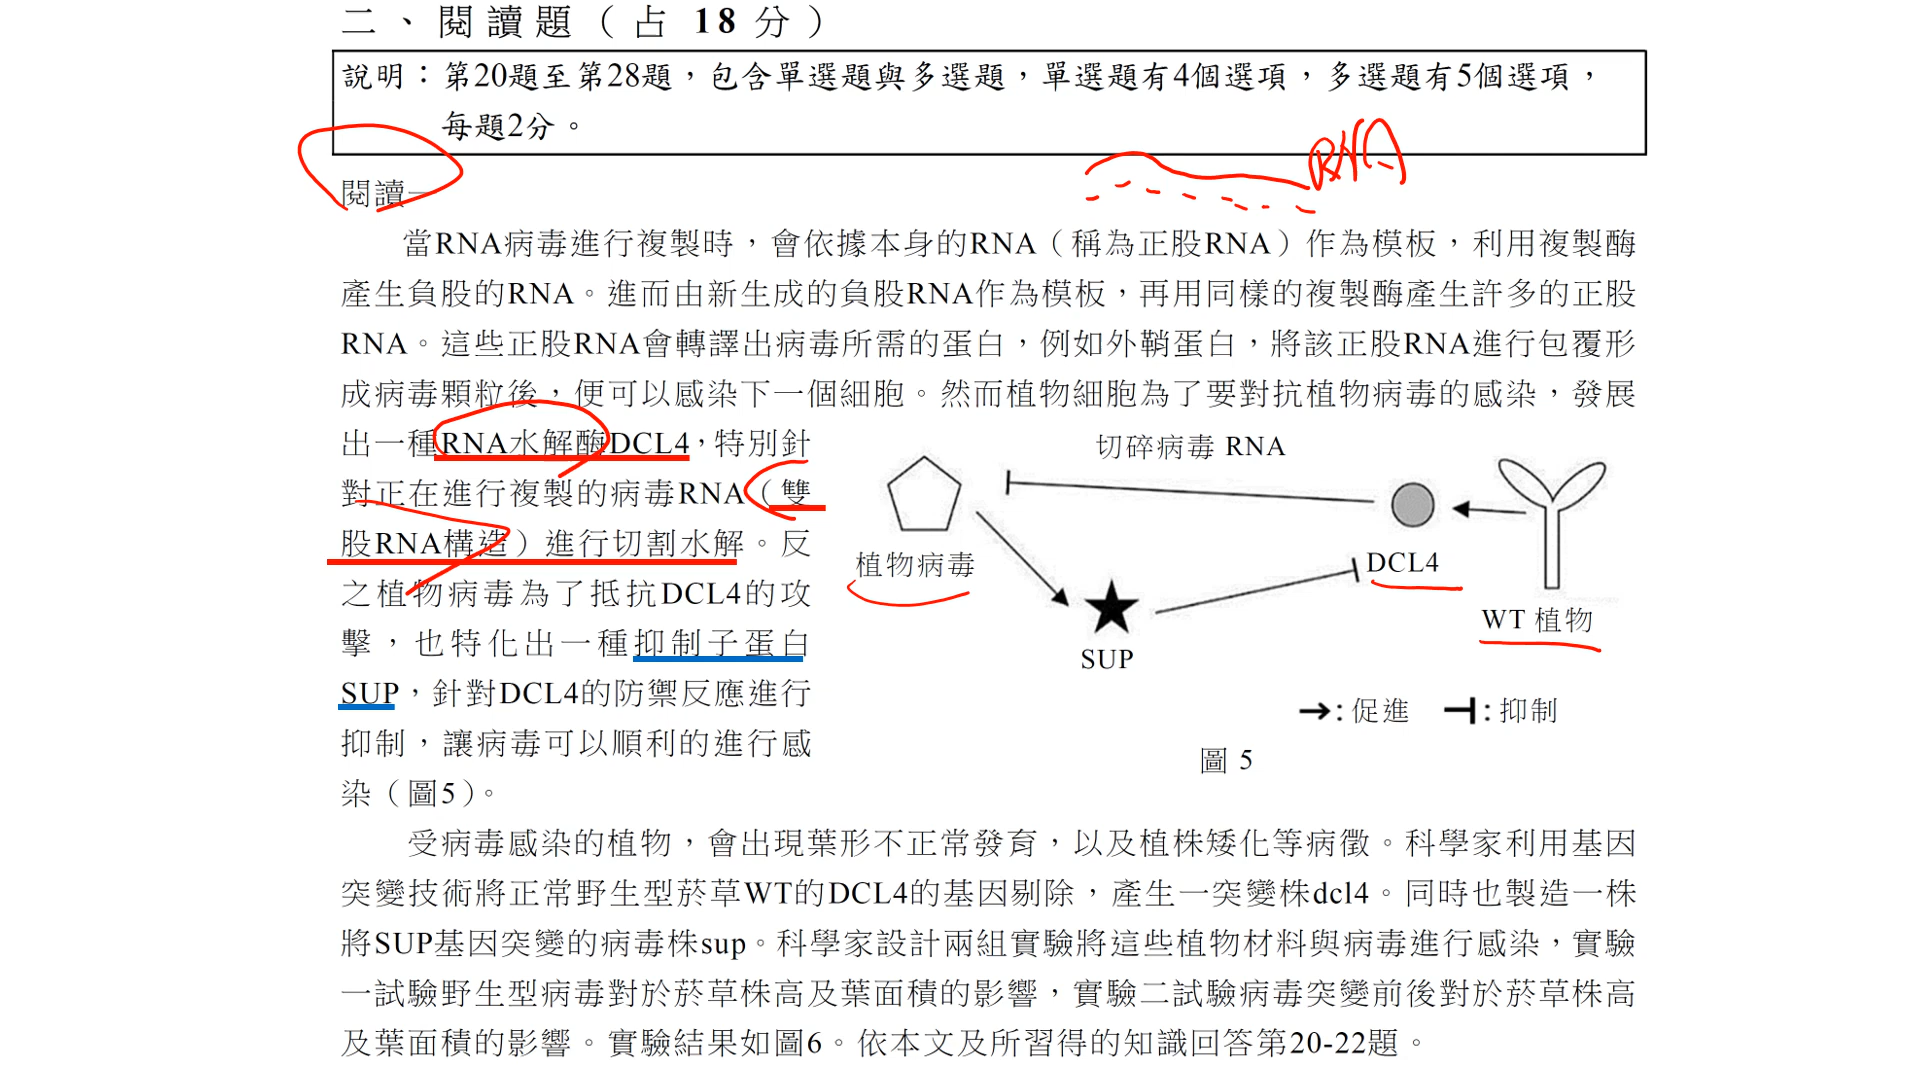 二、閱讀題（占 18 分）
說明：第20題至第28題，包含單選題與多選題，單選題有4個選項，多選題有5個選項，
每題2分。
RNA
閱讀一
當RNA病毒進行複製時，會依據本身的RNA（稱為正股RNA）作為模板，利用複製酶
產生負股的RNA。進而由新生成的負股RNA作為模板，再用同樣的複製酶產生許多的正股
RNA。這些正股RNA會轉譯出病毒所需的蛋白，例如外鞘蛋白，將該正股RNA進行包覆形
成病毒顆粒後，便可以感染下一個細胞。然而植物細胞為了要對抗植物病毒的感染，發展
出一種RNA水解酶DCL4，特別針
對正在進行複製的病毒RNA（雙
股RNA構造）進行切割水解。反
之植物病毒為了抵抗DCL4的攻
擊，也特化出一種抑制子蛋白
SUP，針對DCL4的防禦反應進行
抑制，讓病毒可以順利的進行感
染（圖5）。
切碎病毒 RNA
植物病毒
DCL4
WT 植物
SUP
：促進
：抑制
圖 5
受病毒感染的植物，會出現葉形不正常發育，以及植株矮化等病徵。科學家利用基因
突變技術將正常野生型菸草WT的DCL4的基因剔除，產生一突變株dcl4。同時也製造一株
將SUP基因突變的病毒株sup。科學家設計兩組實驗將這些植物材料與病毒進行感染，實驗
一試驗野生型病毒對於菸草株高及葉面積的影響，實驗二試驗病毒突變前後對於菸草株高
及葉面積的影響。實驗結果如圖6。依本文及所習得的知識回答第20-22題。